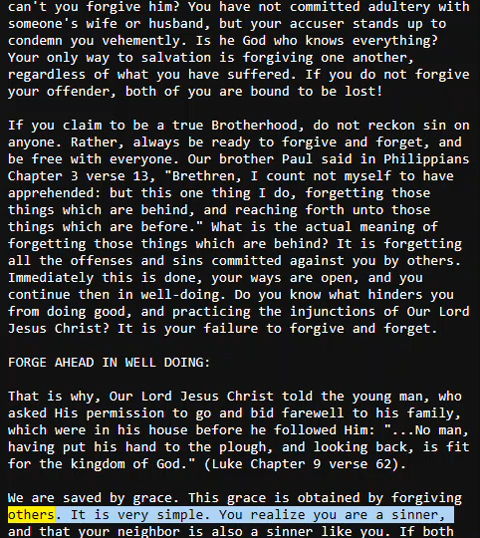 can't you forgive him? You have not committed adultery with
someone's wife or husband, but your accuser stands up to
condemn you vehemently. Is he God who knows everything?
Your only way to salvation is forgiving one another,
regardless of what you have suffered. If you do not forgive
your offender, both of you are bound to be lost!
If you claim to be a true Brotherhood, do not reckon sin on
anyone. Rather, always be ready to forgive and forget, and
be free with everyone. Our brother Paul said in Philippians
Chapter 3 verse 13, "Brethren, I count not myself to have
apprehended: but this one thing I do, forgetting those
things which are behind, and reaching forth unto those
things which are before." What is the actual meaning of
forgetting those things which are behind? It is forgetting
all the offenses and sins committed against you by others.
Immediately this is done, your ways are open, and you
continue then in well-doing. Do you know what hinders you
from doing good, and practicing the injunctions of Our Lord
Jesus Christ? It is your failure to forgive and forget.
FORGE AHEAD IN WELL DOING:
That is why, Our Lord Jesus Christ told the young man, who
asked His permission to go and bid farewell to his family,
which were in his house before he followed Him: "...No man,
having put his hand to the plough, and looking back, is fit
for the kingdom of God." (Luke Chapter 9 verse 62).
We are saved by grace. This grace is obtained by forgiving
others. It is very simple. You realize you are a sinner,
and that your neighbor is also a sinner like you. If both